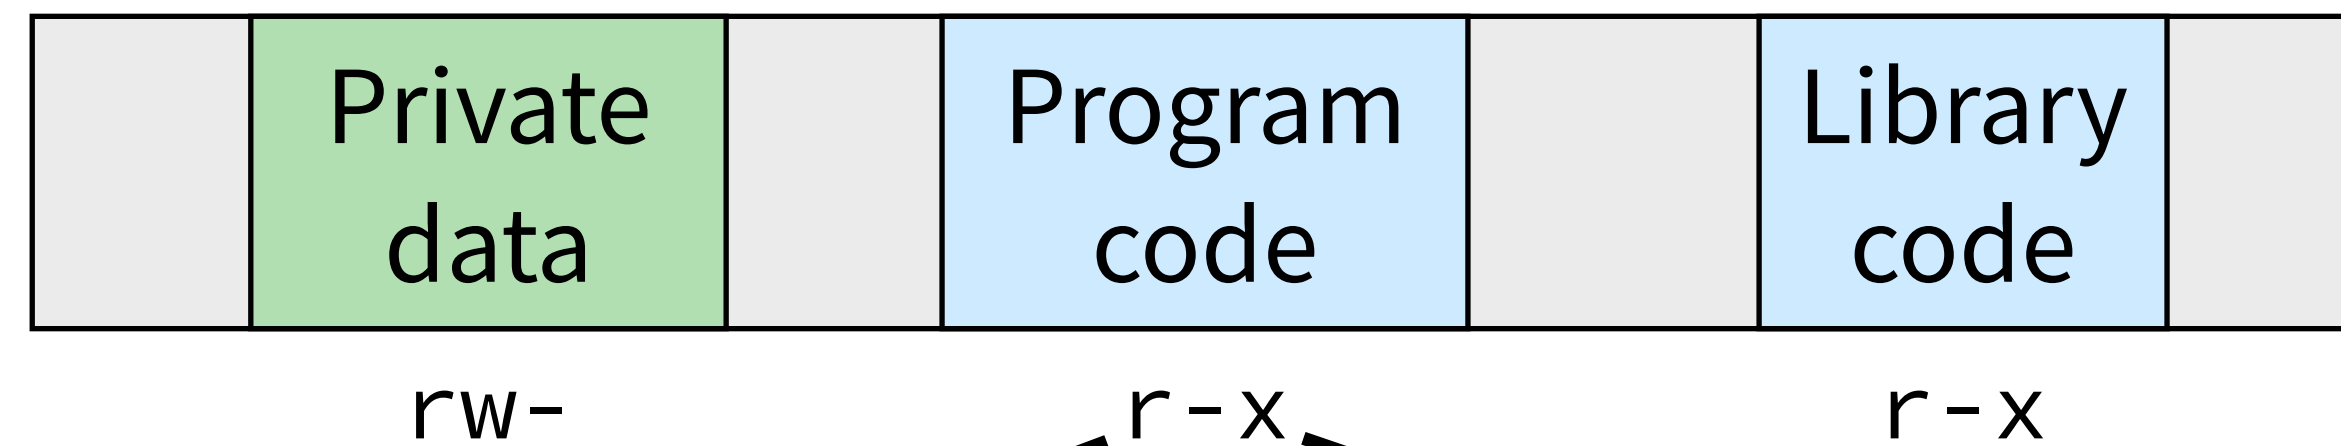 Private
data
Program
code
Library
code
rw-
r-x
r-x